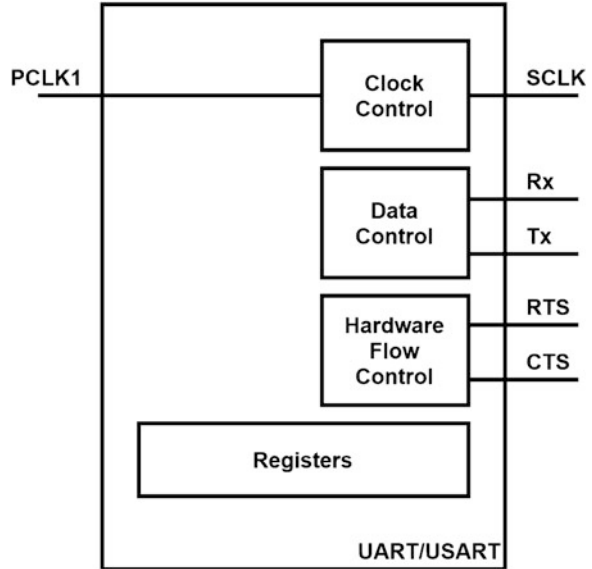 PCLK1
Clock
Control
SCLK
Data
Control
Rx
Tx
Hardware
Flow
Control
RTS
CTS
Registers
UART/USART